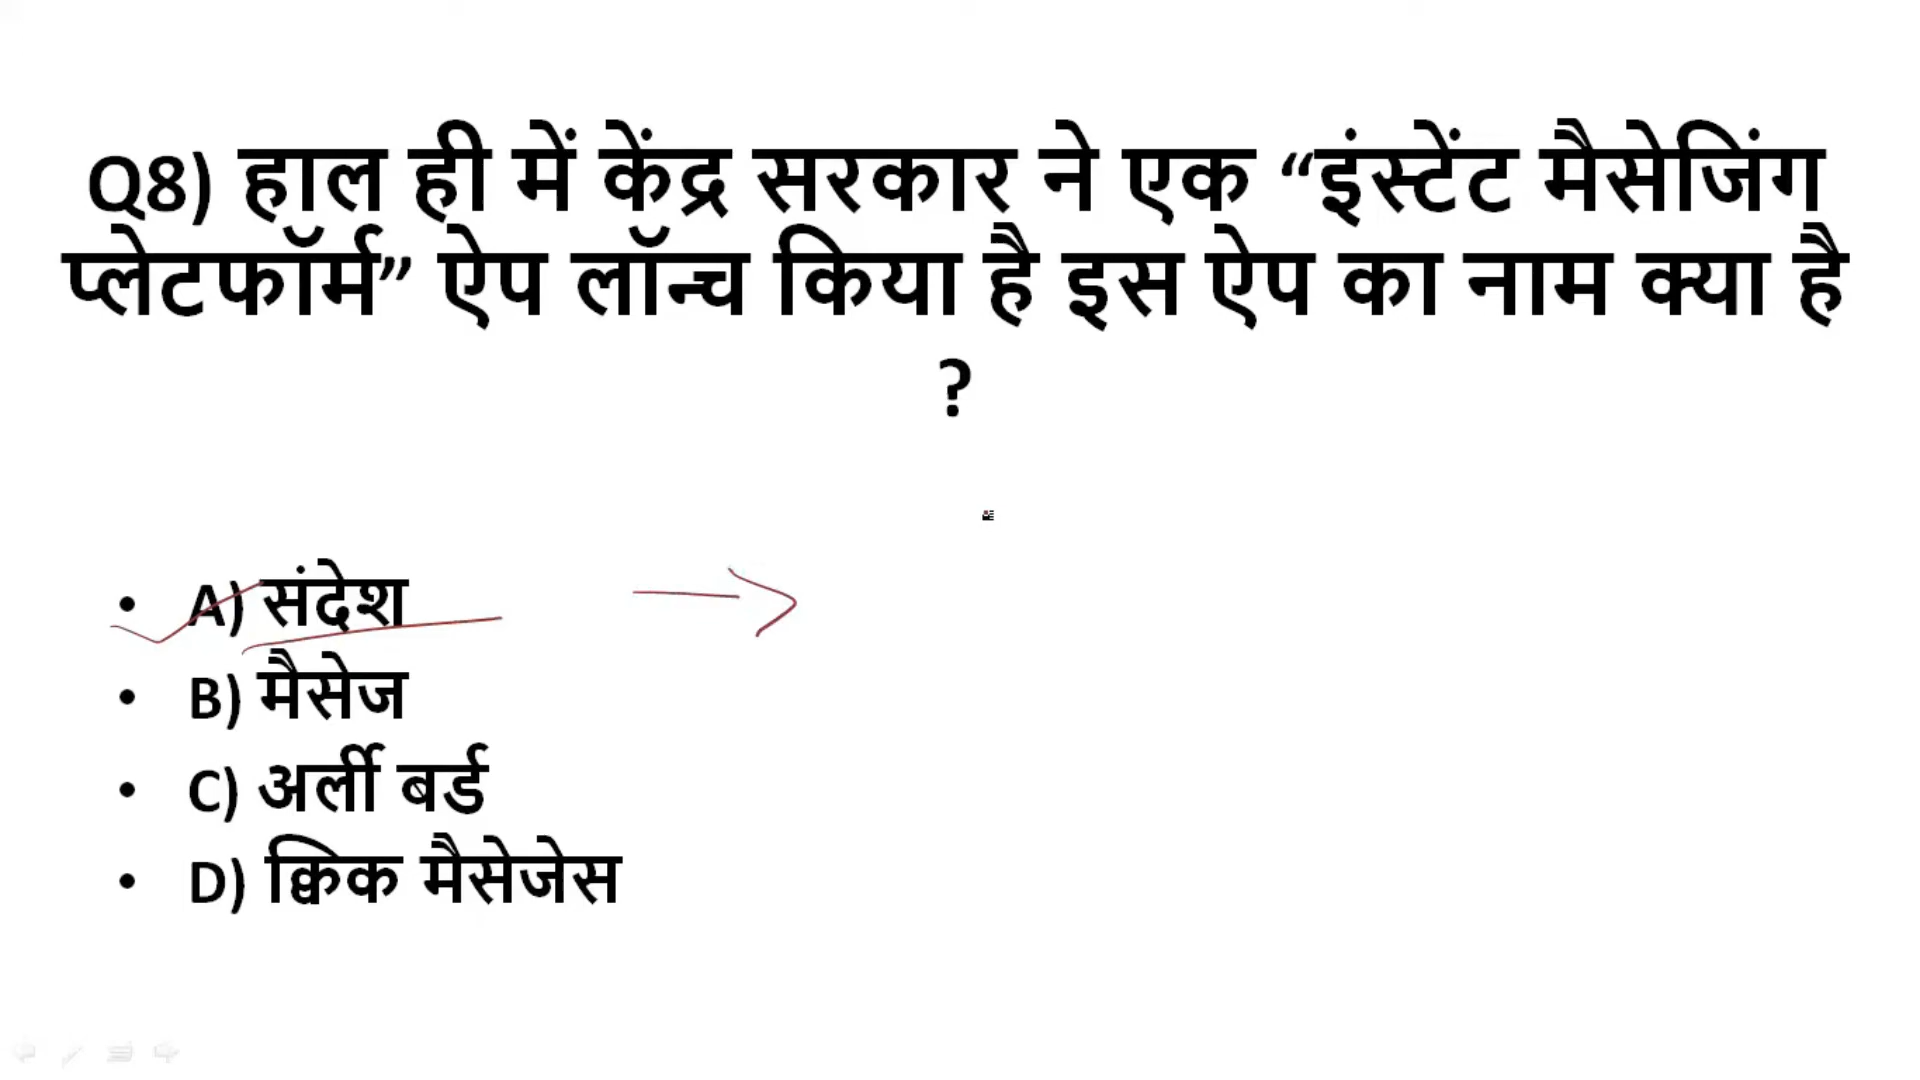 Q8) हाल ही में केंद्र सरकार ने एक “इंस्टेंट मैसेजिंग
प्लेटफॉर्म” ऐप लॉन्च किया है इस ऐप का नाम क्या है
?
• A) संदेश
• B) मैसेज
• C) अर्ली बर्ड
• D) क्विक मैसेजेस